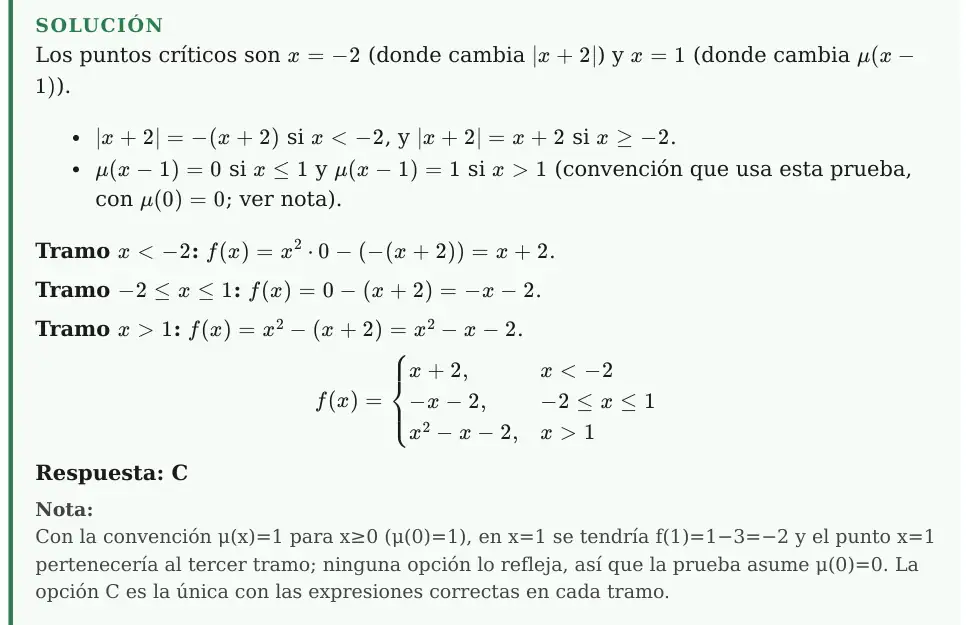 SOLUCIÓN
Los puntos críticos son x = −2 (donde cambia |x + 2|) y x = 1 (donde cambia μ(x −
1)).
• |x + 2| = −(x + 2) si x < −2, y |x + 2| = x + 2 si x ≥ −2.
• μ(x − 1) = 0 si x ≤ 1 y μ(x − 1) = 1 si x > 1 (convención que usa esta prueba,
con μ(0) = 0; ver nota).
Tramo x < −2: f(x) = x² · 0 − (−(x + 2)) = x + 2.
Tramo −2 ≤ x ≤ 1: f(x) = 0 − (x + 2) = −x − 2.
Tramo x > 1: f(x) = x² − (x + 2) = x² − x − 2.
x + 2, x < −2
f(x) = { −x − 2, −2 ≤ x ≤ 1
x² − x − 2, x > 1
Respuesta: C
Nota:
Con la convención μ(x)=1 para x≥0 (μ(0)=1), en x=1 se tendría f(1)=1−3=−2 y el punto x=1
pertenecería al tercer tramo; ninguna opción lo refleja, así que la prueba asume μ(0)=0. La
opción C es la única con las expresiones correctas en cada tramo.